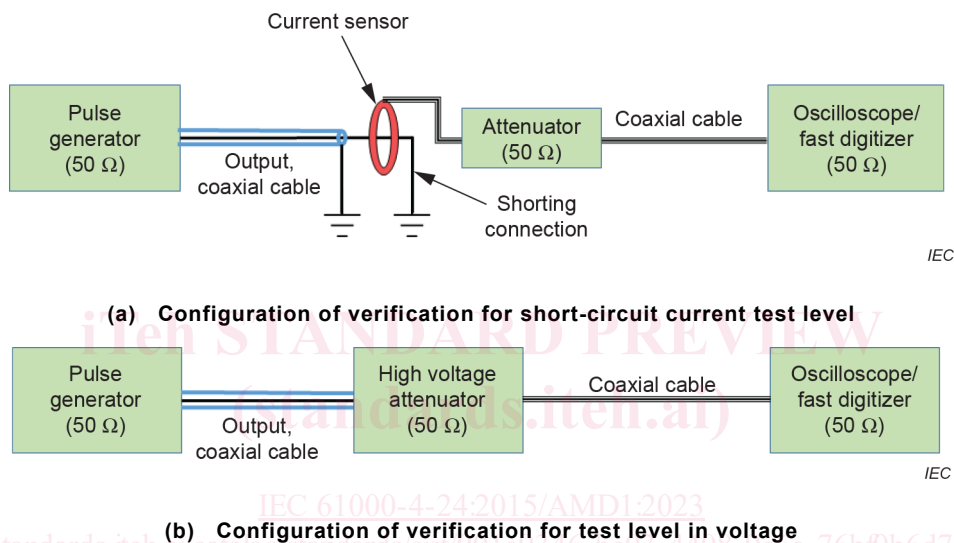 Current sensor
Pulse
generator
(50 Ω)
Output,
coaxial cable
Attenuator
(50 Ω)
Coaxial cable
Oscilloscope/
fast digitizer
(50 Ω)
Shorting
connection
IEC
(a) Configuration of verification for short-circuit current test level
iTeh STANDARD PREVIEW
Pulse
generator
(50 Ω)
Output,
coaxial cable
High voltage
attenuator
(50 Ω)
Coaxial cable
Oscilloscope/
fast digitizer
(50 Ω)
(standards.iteh.ai)
IEC
IEC 61000-4-24:2015/AMD1:2023
(b) Configuration of verification for test level in voltage